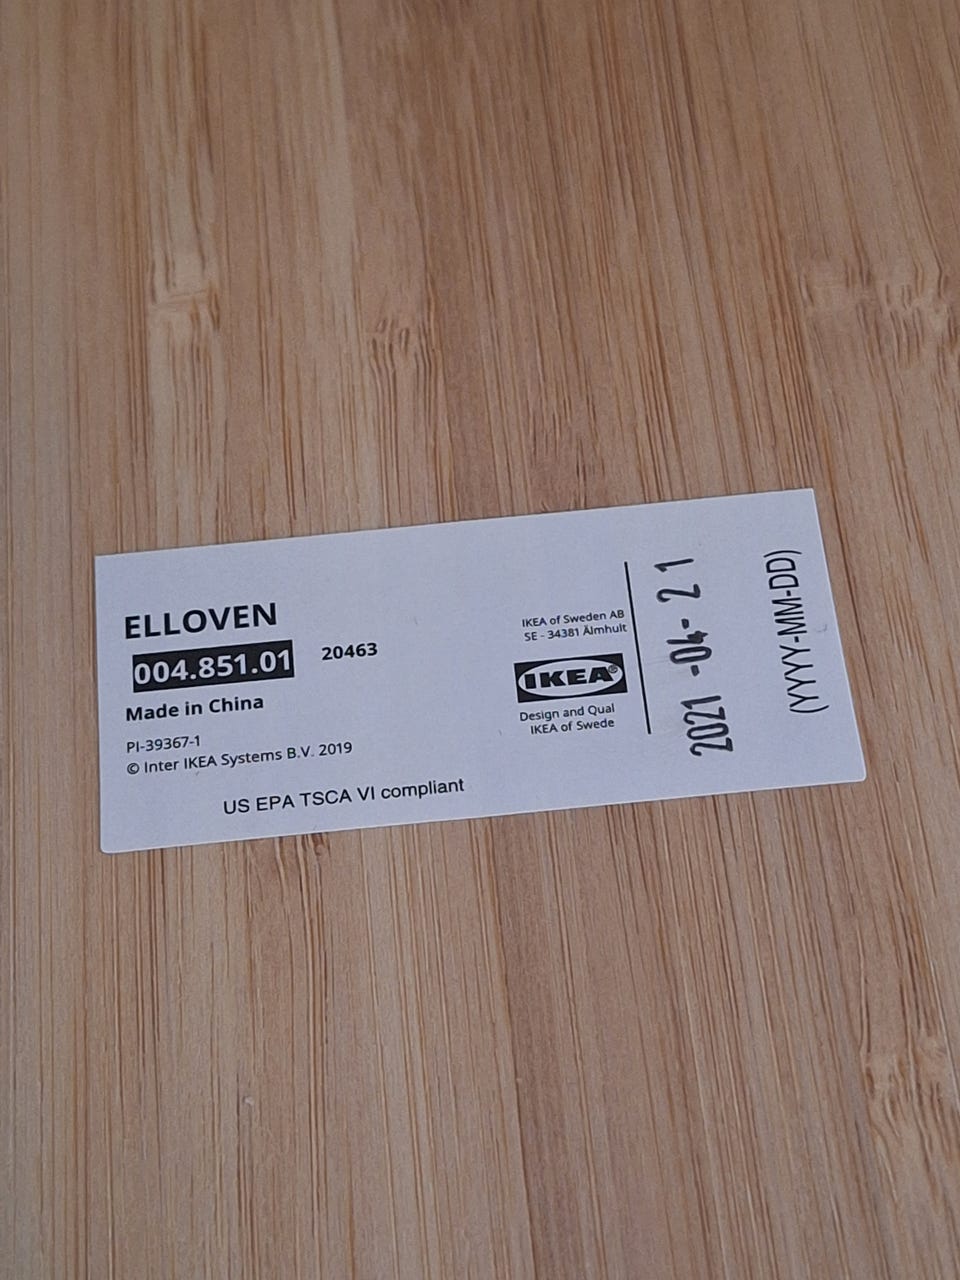 ELLOVEN
004.851.01 20463
Made in China
PI-39367-1
© Inter IKEA Systems B.V. 2019
US EPA TSCA VI compliant
IKEA of Sweden AB
SE - 34381 Älmhult
IKEA®
Design and Qual
IKEA of Swede
2021 -04- 21
(YYYY-MM-DD)